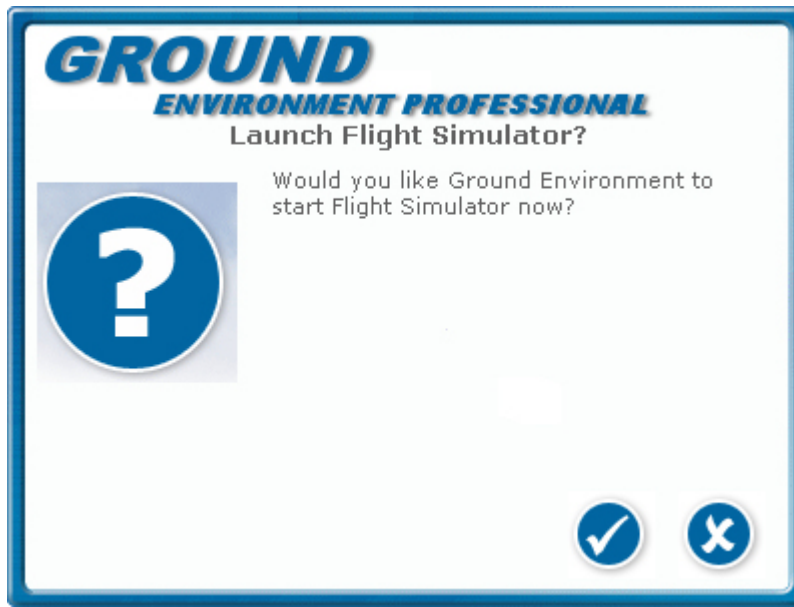 GROUND
ENVIRONMENT PROFESSIONAL
Launch Flight Simulator?
Would you like Ground Environment to
start Flight Simulator now?
?